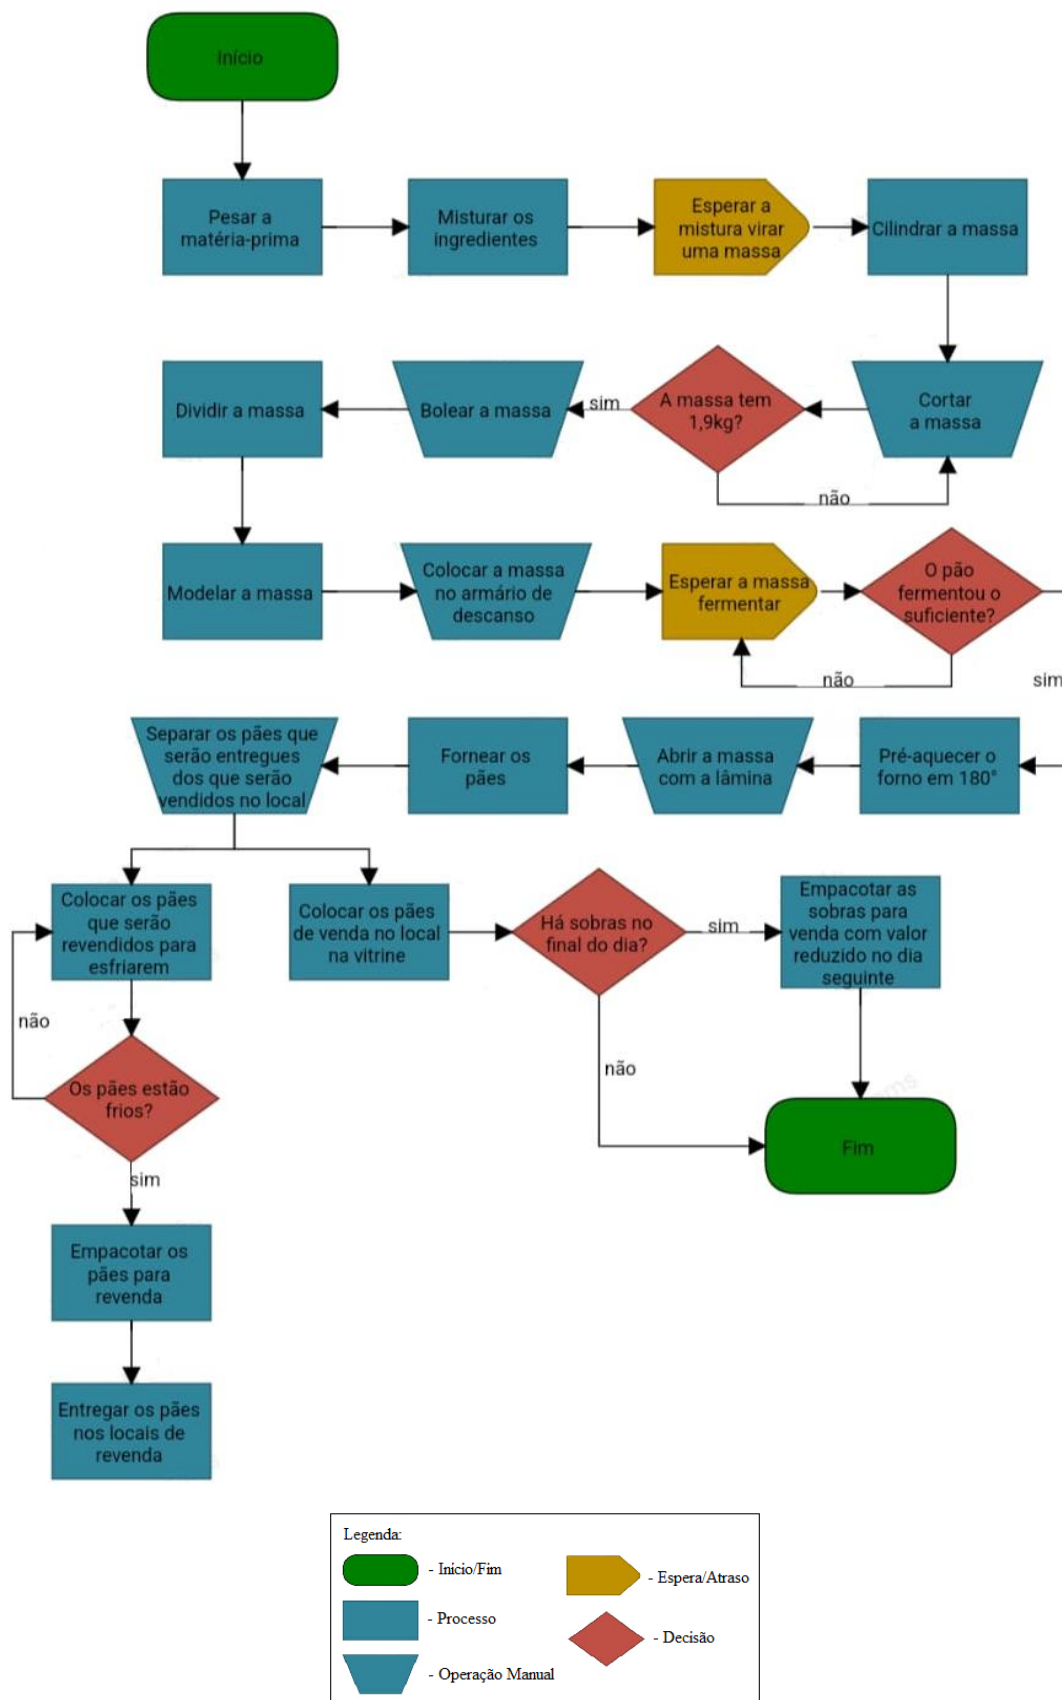 Início
Pesar a
matéria-prima
Misturar os
ingredientes
Esperar a
mistura virar
uma massa
Cilindrar a massa
Cortar
a massa
A massa tem
1,9kg?
não
sim
Bolear a massa
Dividir a massa
Modelar a massa
Colocar a massa
no armário de
descanso
Esperar a massa
fermentar
O pão
fermentou o
suficiente?
não
sim
Pré-aquecer o
forno em 180°
Abrir a massa
com a lâmina
Fornear os
pães
Separar os pães que
serão entregues
dos que serão
vendidos no local
Colocar os pães
que serão
revendidos para
esfriarem
não
Os pães estão
frios?
sim
Empacotar os
pães para
revenda
Entregar os pães
nos locais de
revenda
Colocar os pães
de venda no local
na vitrine
Há sobras no
final do dia?
sim
não
Empacotar as
sobras para
venda com valor
reduzido no dia
seguinte
Fim
Legenda:
- Inicio/Fim
- Processo
- Operação Manual
- Espera/Atraso
- Decisão